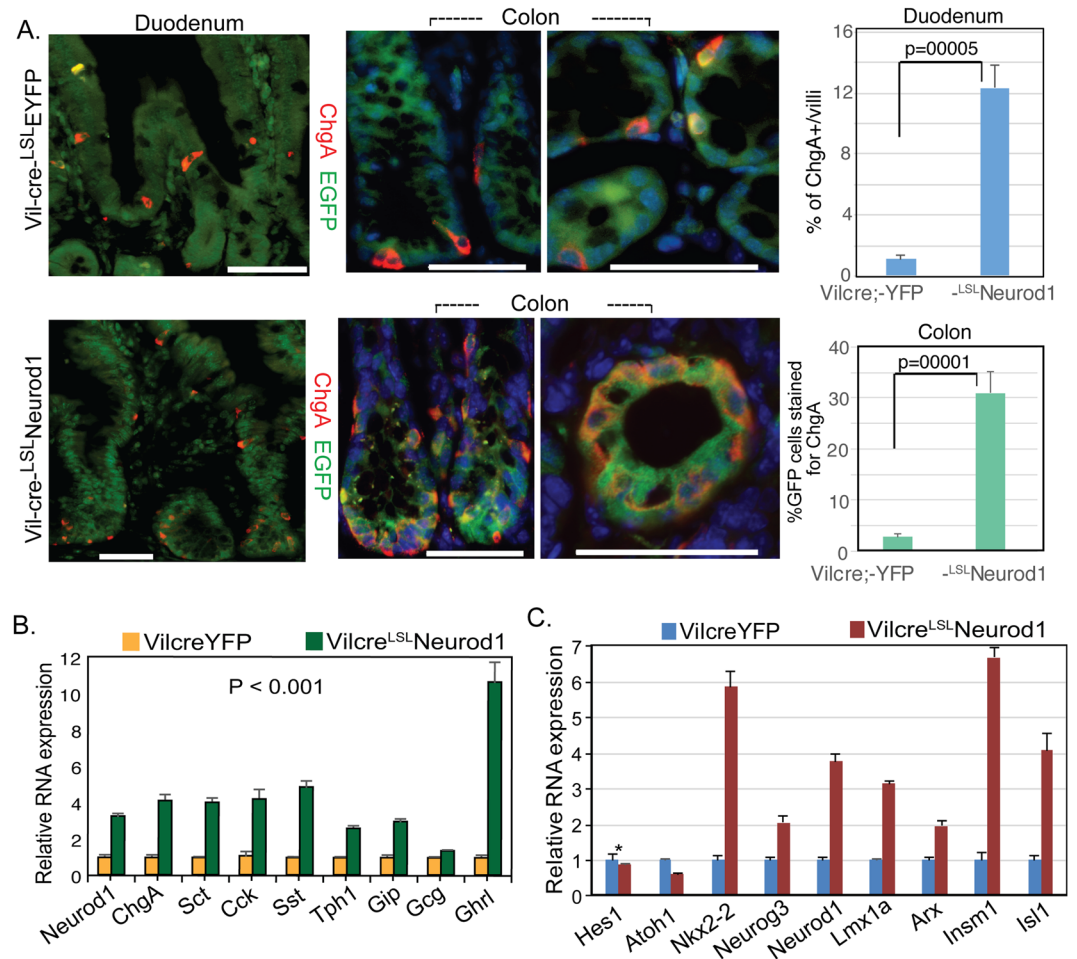 A.
Duodenum
Colon
Vil-cre-LSLEYFP
ChgA EGFP
Duodenum
p=00005
% of ChgA+/villi
16
12
8
4
0
Vilcre;-YFP
-LSLNeurod1
Colon
Vil-cre-LSLNeurod1
ChgA EGFP
Colon
p=00001
%GFP cells stained
for ChgA
40
30
20
10
0
Vilcre;-YFP
-LSLNeurod1
B.
VilcreYFP
VilcreLSLNeurod1
P < 0.001
Relative RNA expression
12
10
8
6
4
2
0
Neurod1
ChgA
Sct
Cck
Sst
Tph1
Gip
Gcg
Ghrl
C.
VilcreYFP
VilcreLSLNeurod1
Relative RNA expression
7
6
5
4
3
2
1
0
*
Hes1
Atoh1
Nkx2-2
Neurog3
Neurod1
Lmx1a
Arx
Insm1
Isl1